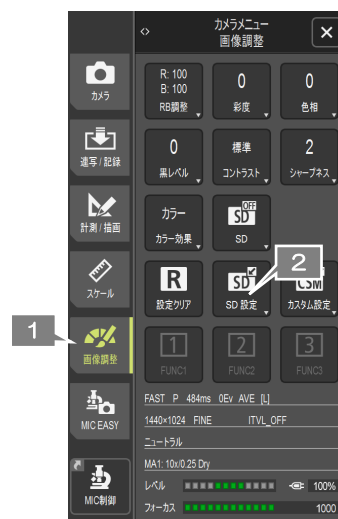 カメラメニュー
画像調整
カメラ
連写/記録
計測/描画
スケール
1
画像調整
MIC EASY
MIC制御
R: 100
B: 100
RB調整
0
彩度
0
色相
0
黒レベル
標準
コントラスト
2
シャープネス
カラー
カラー効果
OFF
SD
SD
R
設定クリア
SD
SD 設定
2
CSM
カスタム設定
1
FUNC1
2
FUNC2
3
FUNC3
FAST P 484ms 0Ev AVE [L]
1440×1024 FINE ITVL_OFF
ニュートラル
MA1: 10x/0.25 Dry
レベル 100%
フォーカス 1000